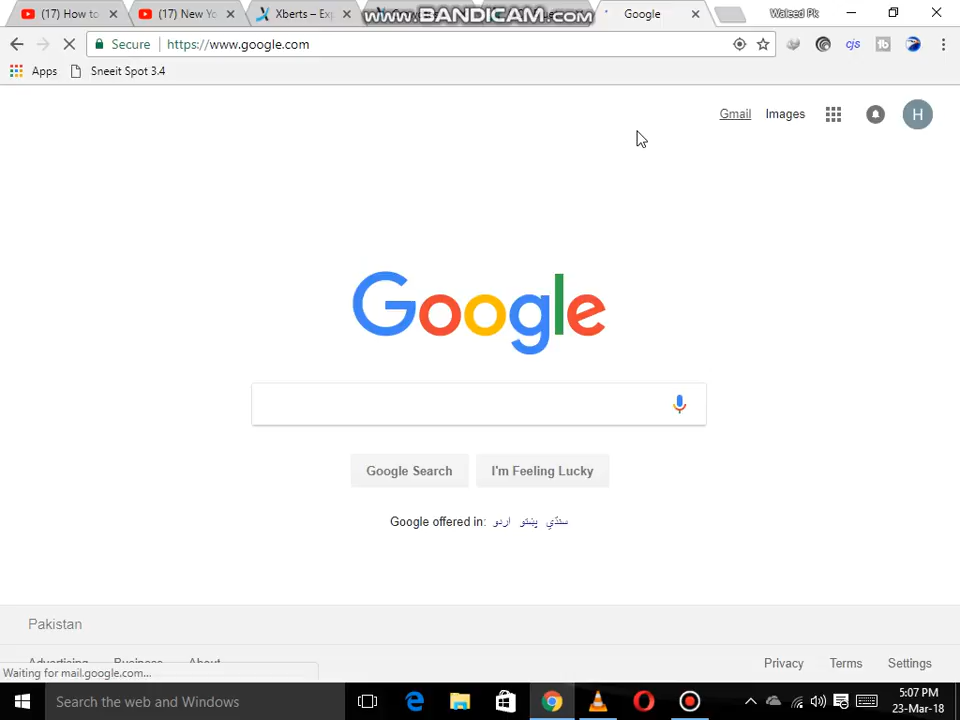 (17) How to
(17) New Yo
Xberts – Exp
www.BANDICAM.com
Google
Waleed Pk
Secure
https://www.google.com
cjs
Apps
Sneeit Spot 3.4
Gmail
Images
H
Google
Google Search
I'm Feeling Lucky
Google offered in: اردو پښتو سنڌي
Pakistan
Advertising
Business
About
Privacy
Terms
Settings
Waiting for mail.google.com...
Search the web and Windows
5:07 PM
23-Mar-18